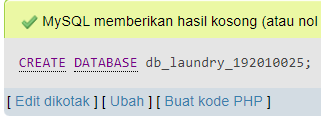 MySQL memberikan hasil kosong (atau nol
CREATE DATABASE db_laundry_192010025;
[ Edit dikotak ] [ Ubah ] [ Buat kode PHP ]